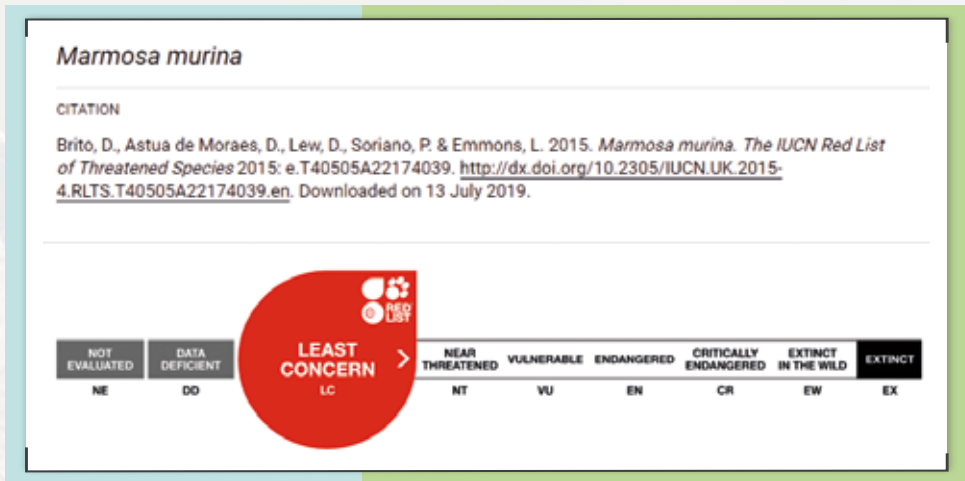 Marmosa murina
CITATION
Brito, D., Astua de Moraes, D., Lew, D., Soriano, P. & Emmons, L. 2015. Marmosa murina. The IUCN Red List
of Threatened Species 2015: e.T40505A22174039. http://dx.doi.org/10.2305/IUCN.UK.2015-
4.RLTS.T40505A22174039.en. Downloaded on 13 July 2019.
RED
LIST
NOT
EVALUATED
NE
DATA
DEFICIENT
DD
LEAST
CONCERN
LC
NEAR
THREATENED
NT
VULNERABLE
VU
ENDANGERED
EN
CRITICALLY
ENDANGERED
CR
EXTINCT
IN THE WILD
EW
EXTINCT
EX